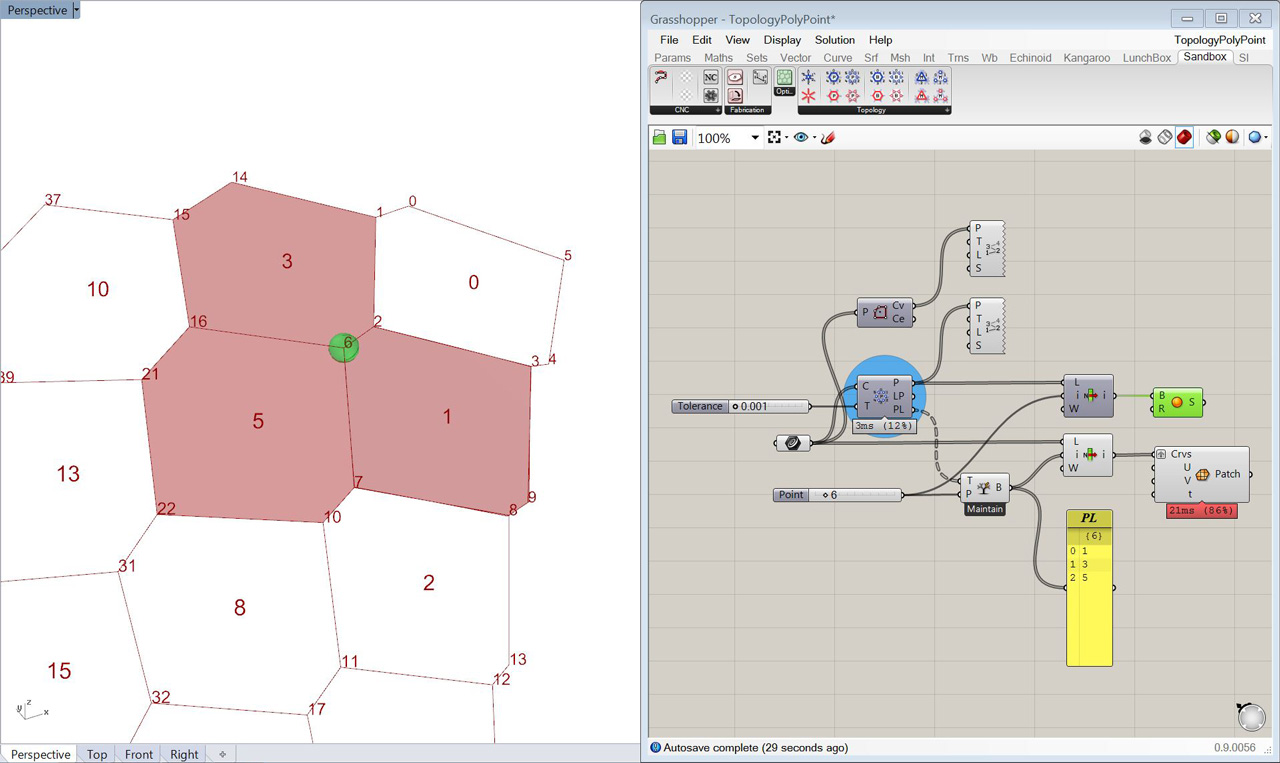 Perspective
14
37
15
1
0
5
3
0
10
16
2
6
3
4
21
39
5
1
13
7
22
10
8
9
31
2
8
11
13
15
12
32
17
z
y
x
Perspective Top Front Right
Grasshopper - TopologyPolyPoint*
File Edit View Display Solution Help TopologyPolyPoint
Params Maths Sets Vector Curve Srf Msh Int Trns Wb Echinoid Kangaroo LunchBox Sandbox SI
NC
Opti..
CNC Fabrication Topology
100%
P
T
L
S
P Cv
Ce
P
T
L
S
C P
T LP
PL
3ms (12%)
Tolerance 0.001
L
i N i
W
B S
R
L
i N i
W
Crvs
U
V Patch
t
21ms (86%)
Point 6
T B
P
Maintain
PL
{6}
0 1
1 3
2 5
Autosave complete (29 seconds ago) 0.9.0056